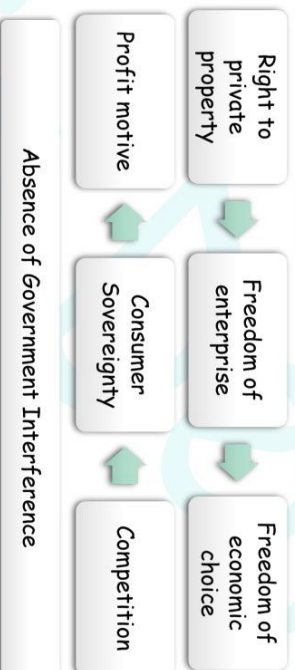 Right to
private
property
Freedom of
enterprise
Freedom of
economic
choice
Profit motive
Consumer
Sovereignty
Competition
Absence of Government Interference